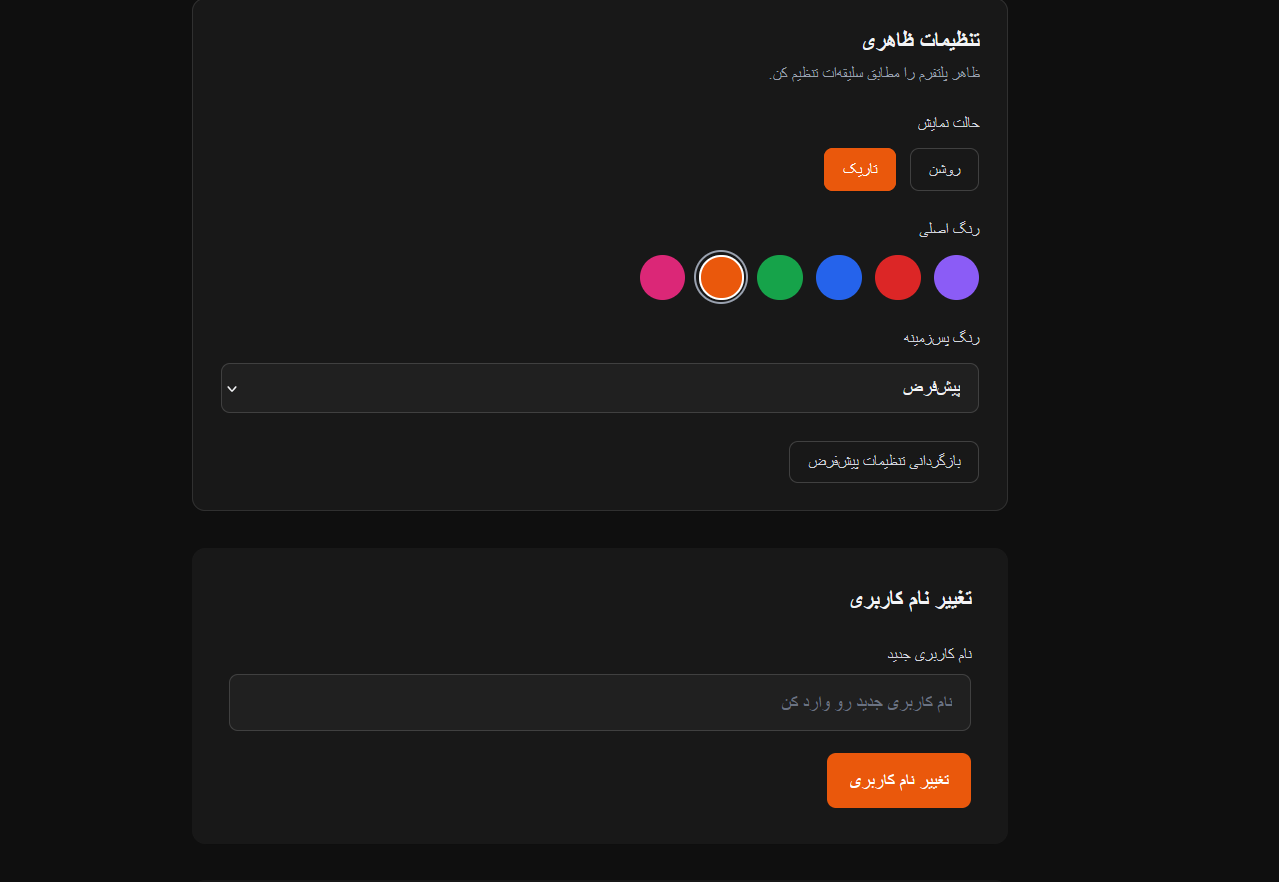 تنظیمات ظاهری
ظاهر پلتفرم را مطابق سلیقه‌ات تنظیم کن.
حالت نمایش
روشن
تاریک
رنگ اصلی
رنگ پس‌زمینه
پیش‌فرض
بازگردانی تنظیمات پیش‌فرض
تغییر نام کاربری
نام کاربری جدید
نام کاربری جدید رو وارد کن
تغییر نام کاربری